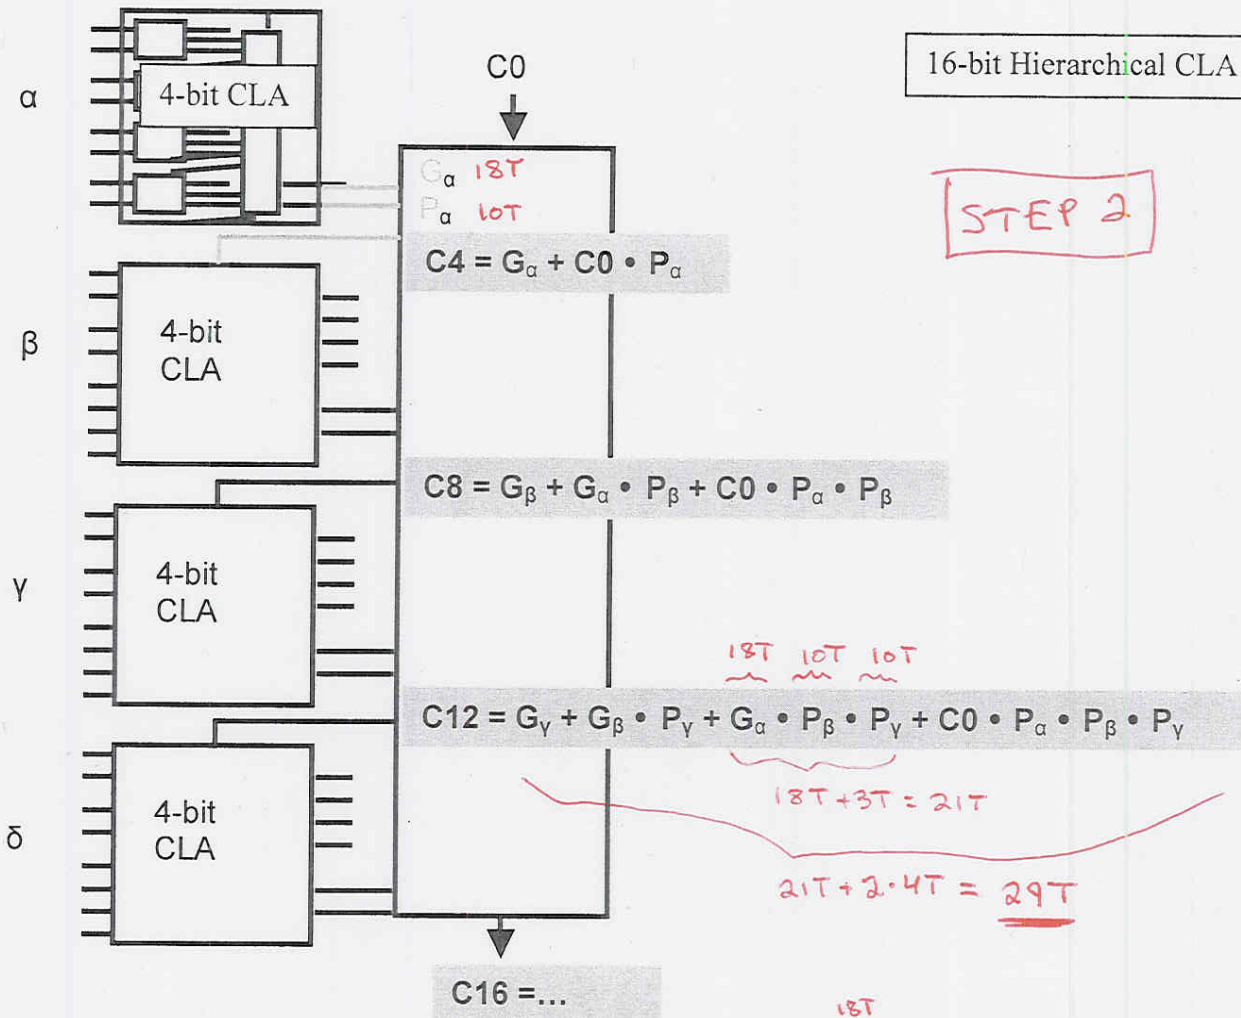 16-bit Hierarchical CLA
STEP 2
α
4-bit CLA
C0
Gα 18T
Pα 10T
C4 = Gα + C0 • Pα
β
4-bit
CLA
C8 = Gβ + Gα • Pβ + C0 • Pα • Pβ
γ
4-bit
CLA
18T 10T 10T
C12 = Gγ + Gβ • Pγ + Gα • Pβ • Pγ + C0 • Pα • Pβ • Pγ
18T+3T = 21T
δ
4-bit
CLA
21T + 2·4T = 29T
C16 =...
18T